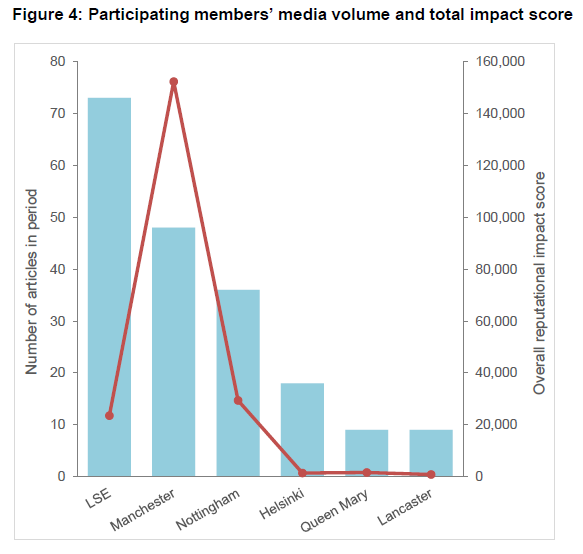 Figure 4: Participating members’ media volume and total impact score
80
70
60
50
40
30
20
10
0
Number of articles in period
160,000
140,000
120,000
100,000
80,000
60,000
40,000
20,000
0
Overall reputational impact score
LSE
Manchester
Nottingham
Helsinki
Queen Mary
Lancaster